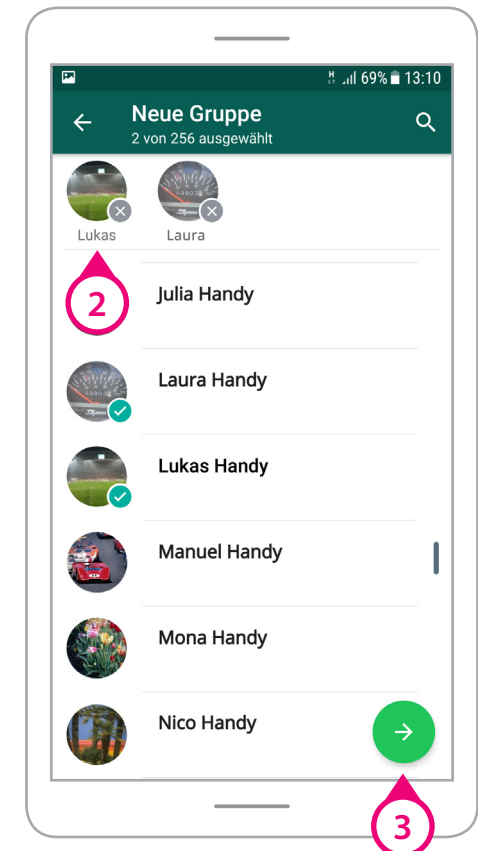 69% 13:10
Neue Gruppe
2 von 256 ausgewählt
Lukas
Laura
2
Julia Handy
Laura Handy
Lukas Handy
Manuel Handy
Mona Handy
Nico Handy
3